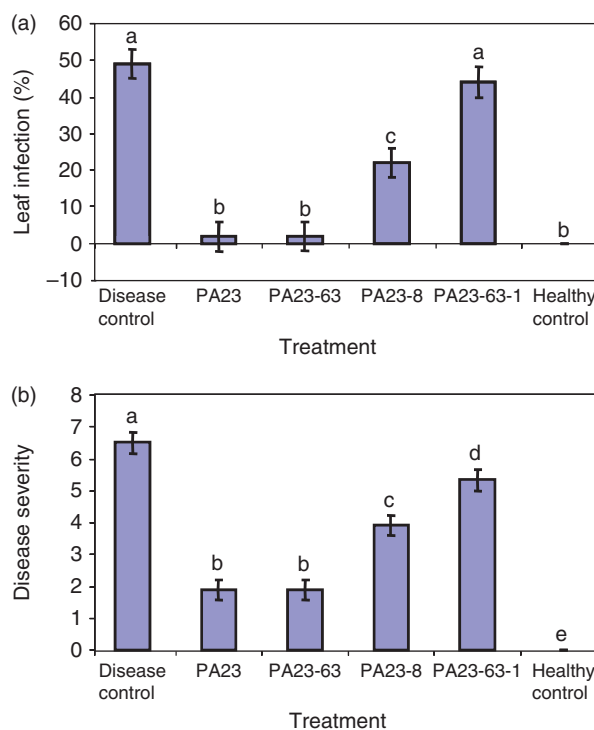 (a)
Leaf infection (%)
60
50
40
30
20
10
0
–10
a
b
b
c
a
b
Disease control
PA23
PA23-63
PA23-8
PA23-63-1
Healthy control
Treatment
(b)
Disease severity
8
7
6
5
4
3
2
1
0
a
b
b
c
d
e
Disease control
PA23
PA23-63
PA23-8
PA23-63-1
Healthy control
Treatment